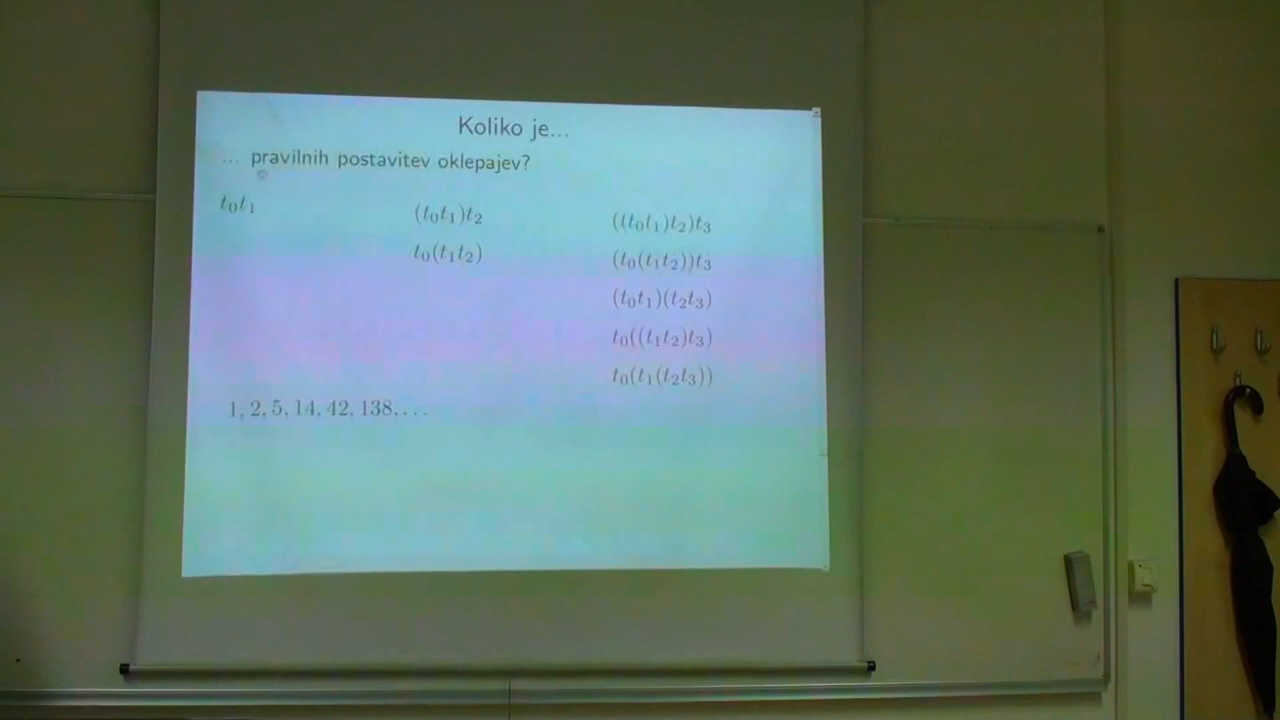 Koliko je...
... pravilnih postavitev oklepajev?
t₀t₁
(t₀t₁)t₂
t₀(t₁t₂)
((t₀t₁)t₂)t₃
(t₀(t₁t₂))t₃
(t₀t₁)(t₂t₃)
t₀((t₁t₂)t₃)
t₀(t₁(t₂t₃))
1, 2, 5, 14, 42, 138, ...